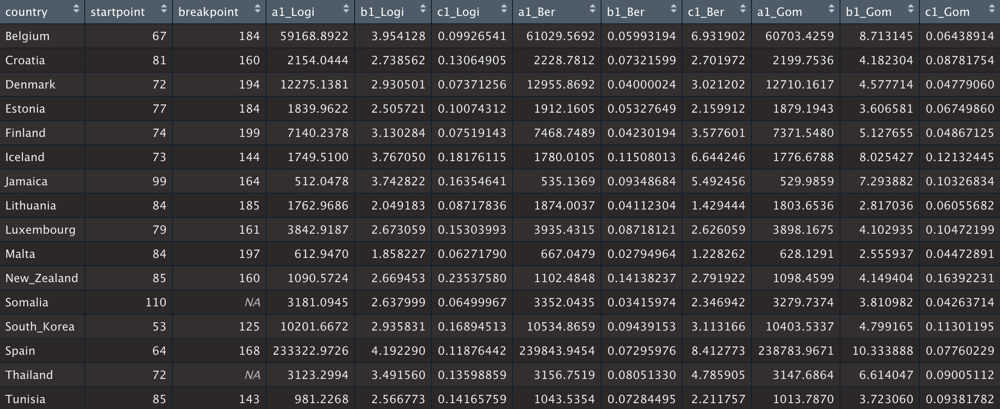 country startpoint breakpoint a1_Logi b1_Logi c1_Logi a1_Ber b1_Ber c1_Ber a1_Gom b1_Gom c1_Gom
Belgium 67 184 59168.8922 3.954128 0.09926541 61029.5692 0.05993194 6.931902 60703.4259 8.713145 0.06438914
Croatia 81 160 2154.0444 2.738562 0.13064905 2228.7812 0.07321599 2.701972 2199.7536 4.182304 0.08781754
Denmark 72 194 12275.1381 2.930501 0.07371256 12955.8692 0.04000024 3.021202 12710.1617 4.577714 0.04779060
Estonia 77 184 1839.9622 2.505721 0.10074312 1912.1605 0.05327649 2.159912 1879.1943 3.606581 0.06749860
Finland 74 199 7140.2378 3.130284 0.07519143 7468.7489 0.04230194 3.577601 7371.5480 5.127655 0.04867125
Iceland 73 144 1749.5100 3.767050 0.18176115 1780.0105 0.11508013 6.644246 1776.6788 8.025427 0.12132445
Jamaica 99 164 512.0478 3.742822 0.16354641 535.1369 0.09348684 5.492456 529.9859 7.293882 0.10326834
Lithuania 84 185 1762.9686 2.049183 0.08717836 1874.0037 0.04112304 1.429444 1803.6536 2.817036 0.06055682
Luxembourg 79 161 3842.9187 2.673059 0.15303993 3935.4315 0.08718121 2.626059 3898.1675 4.102935 0.10472199
Malta 84 197 612.9470 1.858227 0.06271790 667.0479 0.02794964 1.228262 628.1291 2.555937 0.04472891
New_Zealand 85 160 1090.5724 2.669453 0.23537580 1102.4848 0.14138237 2.791922 1098.4599 4.149404 0.16392231
Somalia 110 NA 3181.0945 2.637999 0.06499967 3352.0435 0.03415974 2.346942 3279.7374 3.810982 0.04263714
South_Korea 53 125 10201.6672 2.935831 0.16894513 10534.8659 0.09439153 3.113166 10403.5337 4.799165 0.11301195
Spain 64 168 233322.9726 4.192290 0.11876442 239843.9454 0.07295976 8.412773 238783.9671 10.333888 0.07760229
Thailand 72 NA 3123.2994 3.491560 0.13598859 3156.7519 0.08051330 4.785905 3147.6864 6.614047 0.09005112
Tunisia 85 143 981.2268 2.566773 0.14165759 1043.5354 0.07284495 2.211757 1013.7870 3.723060 0.09381782